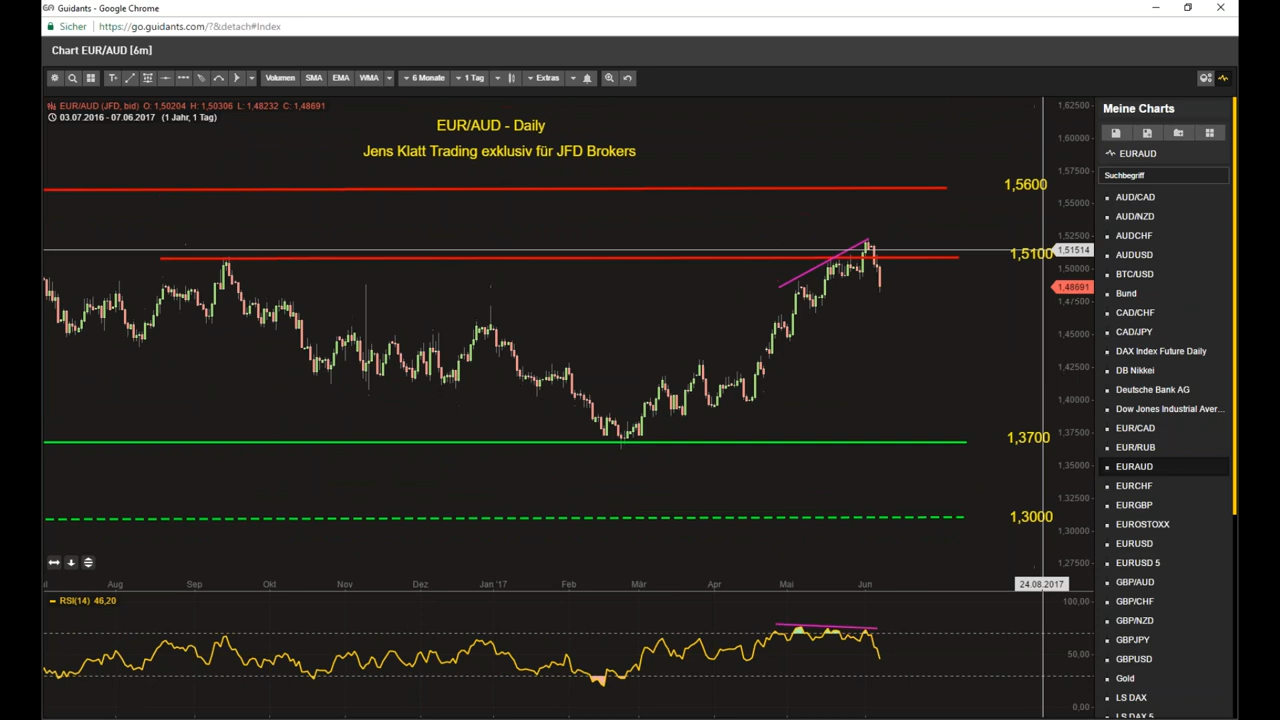 Guidants - Google Chrome
Sicher https://go.guidants.com/?&detach#Index
Chart EUR/AUD [6m]
Volumen SMA EMA WMA 6 Monate 1 Tag Extras
EUR/AUD (JFD, bid) O: 1,50204 H: 1,50306 L: 1,48232 C: 1,48691
03.07.2016 - 07.06.2017 (1 Jahr, 1 Tag)
EUR/AUD - Daily
Jens Klatt Trading exklusiv für JFD Brokers
1,5600
1,5100
1,3700
1,3000
1,62500
1,60000
1,57500
1,55000
1,52500
1,51514
1,50000
1,48691
1,47500
1,45000
1,42500
1,40000
1,37500
1,35000
1,32500
1,30000
1,27500
Aug Sep Okt Nov Dez Jan '17 Feb Mär Apr Mai Jun 24.08.2017
RSI(14) 46,20
100,00
50,00
0,00
Meine Charts
EURAUD
Suchbegriff
AUD/CAD
AUD/NZD
AUDCHF
AUDUSD
BTC/USD
Bund
CAD/CHF
CAD/JPY
DAX Index Future Daily
DB Nikkei
Deutsche Bank AG
Dow Jones Industrial Aver...
EUR/CAD
EUR/RUB
EURAUD
EURCHF
EURGBP
EUROSTOXX
EURUSD
EURUSD 5
GBP/AUD
GBP/CHF
GBP/NZD
GBPJPY
GBPUSD
Gold
LS DAX
LS DAX 5